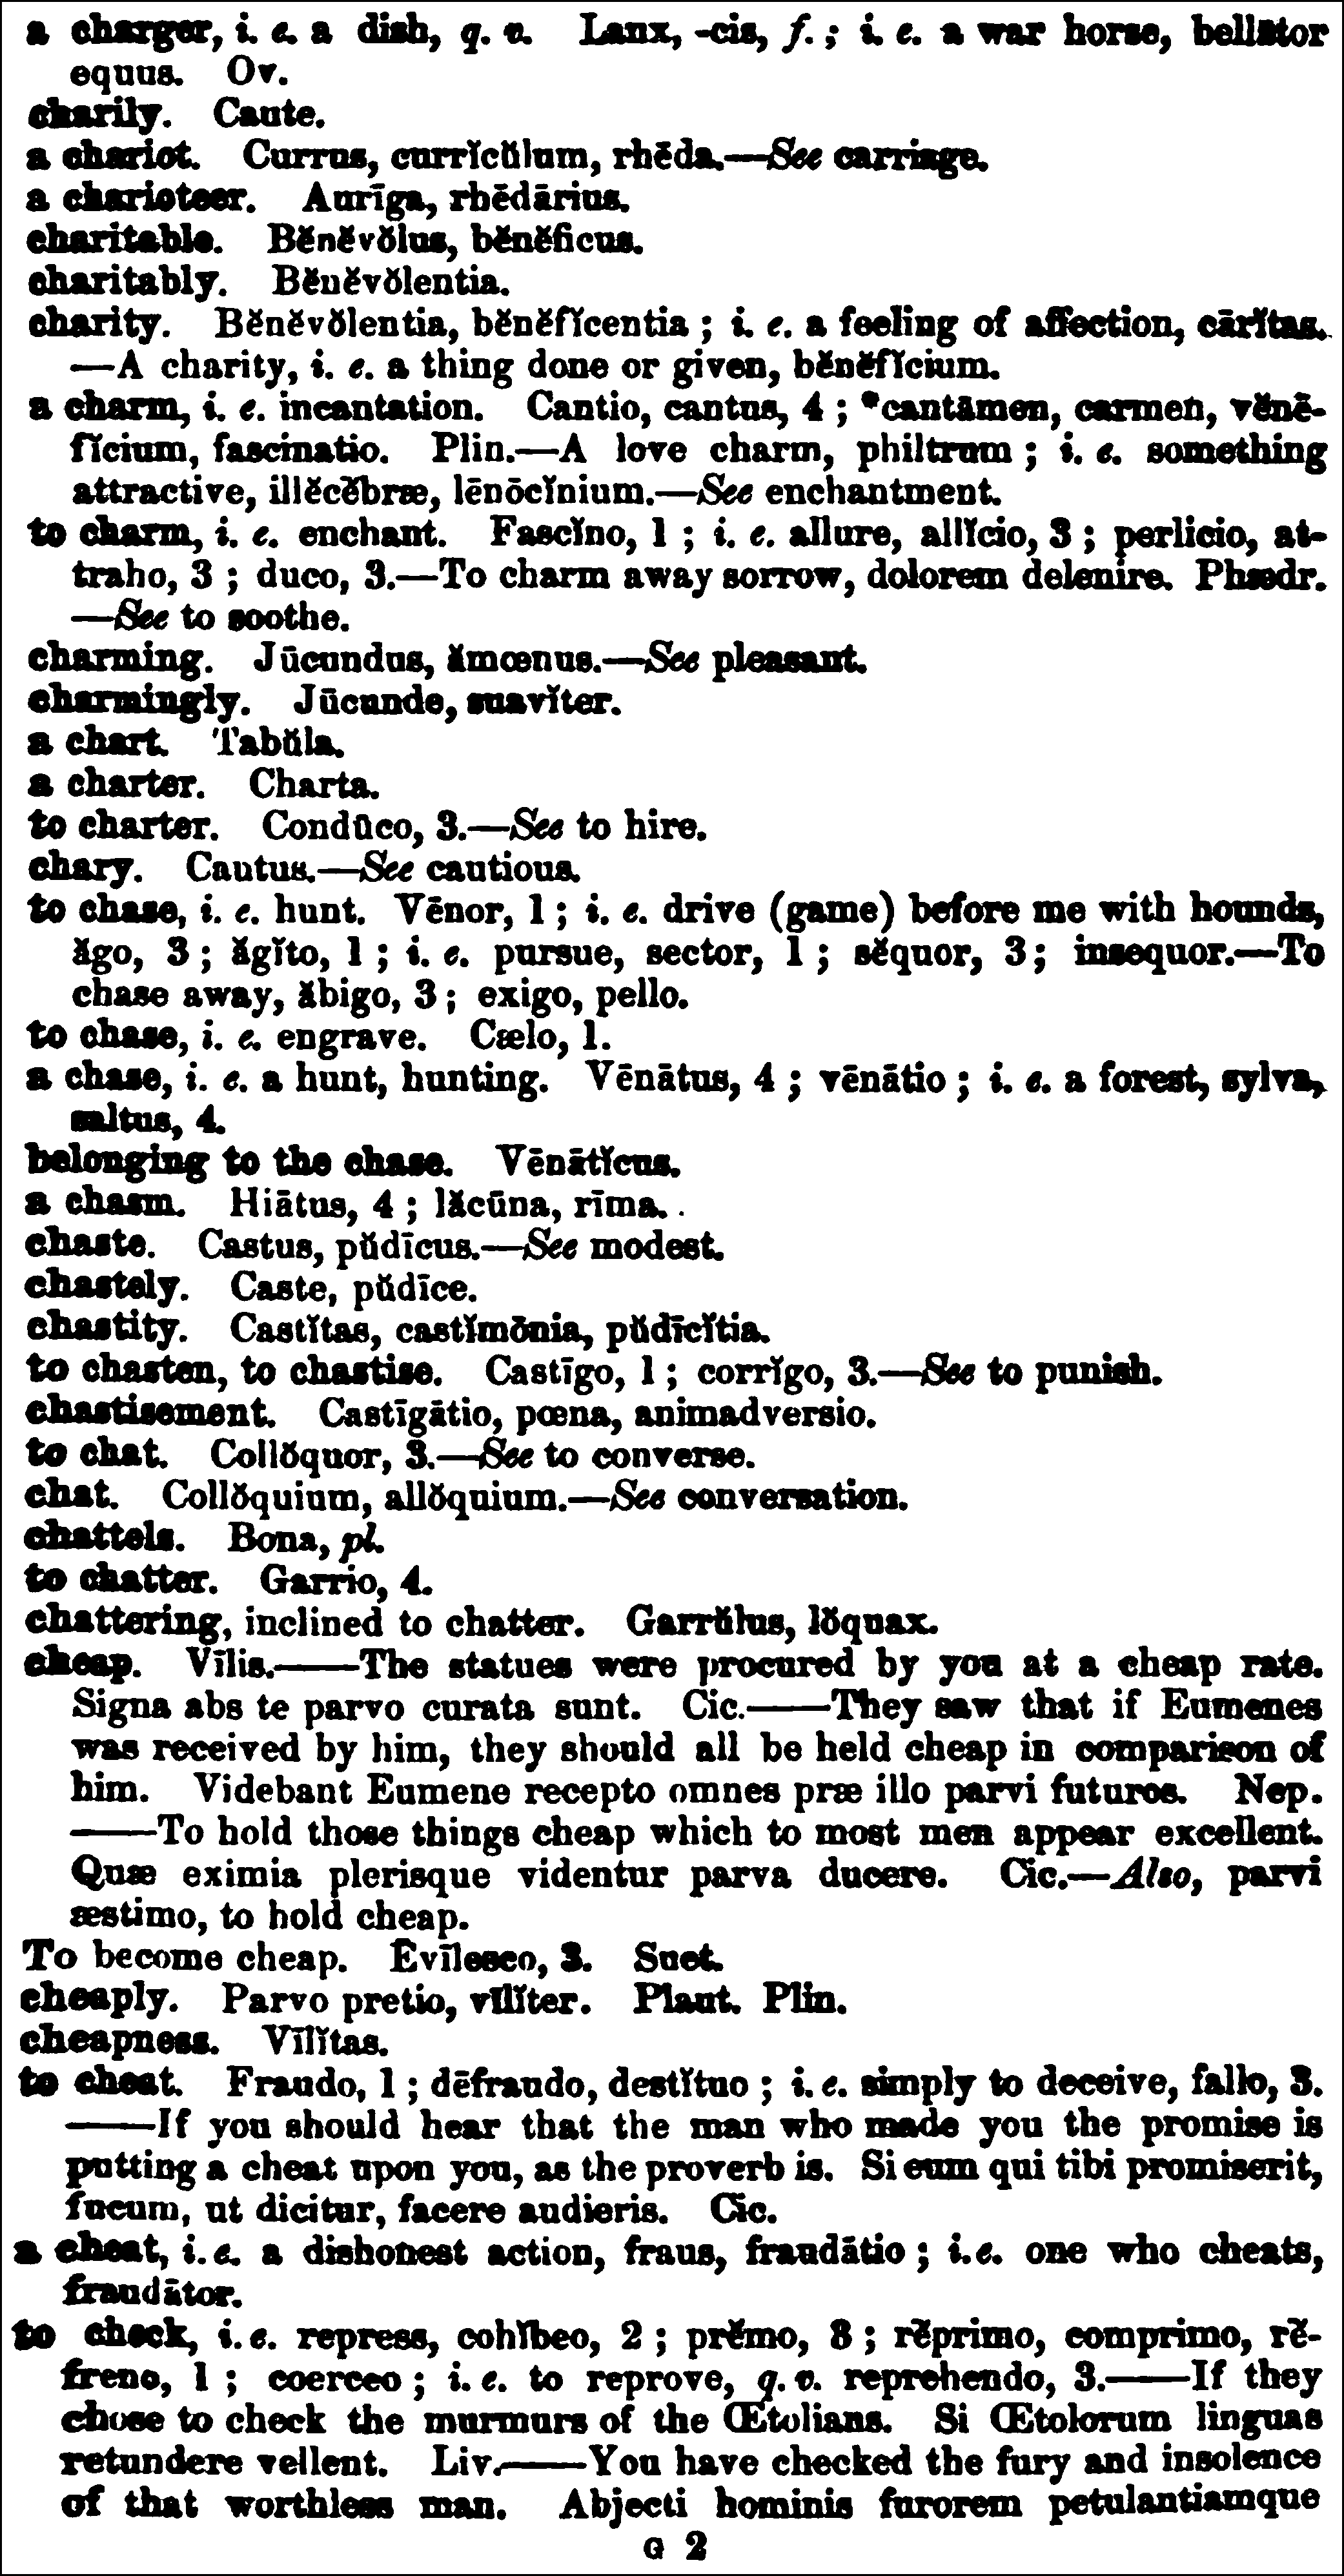 a charger, i. e. a dish, q. v. Lanx, -cis, f. ; i. e. a war horse, bellator
equus. Ov.
charily. Caute.
a chariot. Currus, currĭcŭlum, rhēda.—See carriage.
a charioteer. Aurīga, rhēdārius.
charitable. Bĕnĕvŏlus, bĕnĕficus.
charitably. Bĕnĕvŏlentia.
charity. Bĕnĕvŏlentia, bĕnĕfĭcentia ; i. e. a feeling of affection, cārĭtas.
—A charity, i. e. a thing done or given, bĕnĕfĭcium.
a charm, i. e. incantation. Cantio, cantus, 4 ; *cantāmen, carmen, vĕnē-
fĭcium, fascinatio. Plin.—A love charm, philtrum ; i. e. something
attractive, illĕcĕbræ, lēnōcĭnium.—See enchantment.
to charm, i. e. enchant. Fascĭno, 1 ; i. e. allure, allĭcio, 3 ; perlicio, at-
traho, 3 ; duco, 3.—To charm away sorrow, dolorem delenire. Phædr.
—See to soothe.
charming. Jūcundus, ămœnus.—See pleasant.
charmingly. Jūcunde, suavĭter.
a chart. Tabŭla.
a charter. Charta.
to charter. Condūco, 3.—See to hire.
chary. Cautus.—See cautious.
to chase, i. e. hunt. Vēnor, 1 ; i. e. drive (game) before me with hounds,
ăgo, 3 ; ăgĭto, 1 ; i. e. pursue, sector, 1 ; sĕquor, 3 ; insequor.—To
chase away, ăbigo, 3 ; exigo, pello.
to chase, i. e. engrave. Cælo, 1.
a chase, i. e. a hunt, hunting. Vēnātus, 4 ; vēnātio ; i. e. a forest, sylva,
saltus, 4.
belonging to the chase. Vēnātĭcus.
a chasm. Hiātus, 4 ; lăcūna, rīma.
chaste. Castus, pŭdīcus.—See modest.
chastely. Caste, pŭdīce.
chastity. Castĭtas, castĭmōnia, pŭdīcĭtia.
to chasten, to chastise. Castīgo, 1 ; corrĭgo, 3.—See to punish.
chastisement. Castīgātio, pœna, animadversio.
to chat. Collŏquor, 3.—See to converse.
chat. Collŏquium, allŏquium.—See conversation.
chattels. Bona, pl.
to chatter. Garrio, 4.
chattering, inclined to chatter. Garrŭlus, lŏquax.
cheap. Vīlis.——The statues were procured by you at a cheap rate.
Signa abs te parvo curata sunt. Cic.——They saw that if Eumenes
was received by him, they should all be held cheap in comparison of
him. Videbant Eumene recepto omnes præ illo parvi futuros. Nep.
——To hold those things cheap which to most men appear excellent.
Quæ eximia plerisque videntur parva ducere. Cic.—Also, parvi
æstimo, to hold cheap.
To become cheap. Ēvīlesco, 3. Suet.
cheaply. Parvo pretio, vīlĭter. Plaut. Plin.
cheapness. Vīlĭtas.
to cheat. Fraudo, 1 ; dēfraudo, destĭtuo ; i. e. simply to deceive, fallo, 3.
——If you should hear that the man who made you the promise is
putting a cheat upon you, as the proverb is. Si eum qui tibi promiserit,
fucum, ut dicitur, facere audieris. Cic.
a cheat, i. e. a dishonest action, fraus, fraudātio ; i. e. one who cheats,
fraudātor.
to check, i. e. repress, cohĭbeo, 2 ; prĕmo, 3 ; rĕprimo, comprimo, rĕ-
freno, 1 ; coerceo ; i. e. to reprove, q. v. reprehendo, 3.——If they
chose to check the murmurs of the Œtolians. Si Œtolorum linguas
retundere vellent. Liv.——You have checked the fury and insolence
of that worthless man. Abjecti hominis furorem petulantiamque
G 2